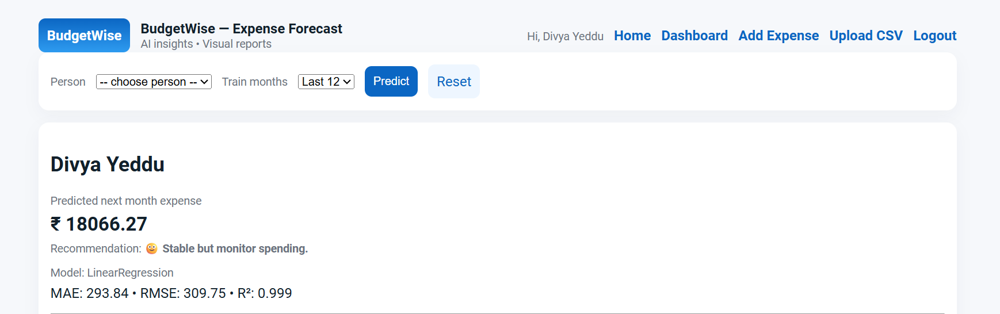 BudgetWise
BudgetWise — Expense Forecast
AI insights • Visual reports
Hi, Divya Yeddu Home Dashboard Add Expense Upload CSV Logout
Person -- choose person -- Train months Last 12 Predict Reset
Divya Yeddu
Predicted next month expense
₹ 18066.27
Recommendation: 🙂 Stable but monitor spending.
Model: LinearRegression
MAE: 293.84 • RMSE: 309.75 • R²: 0.999